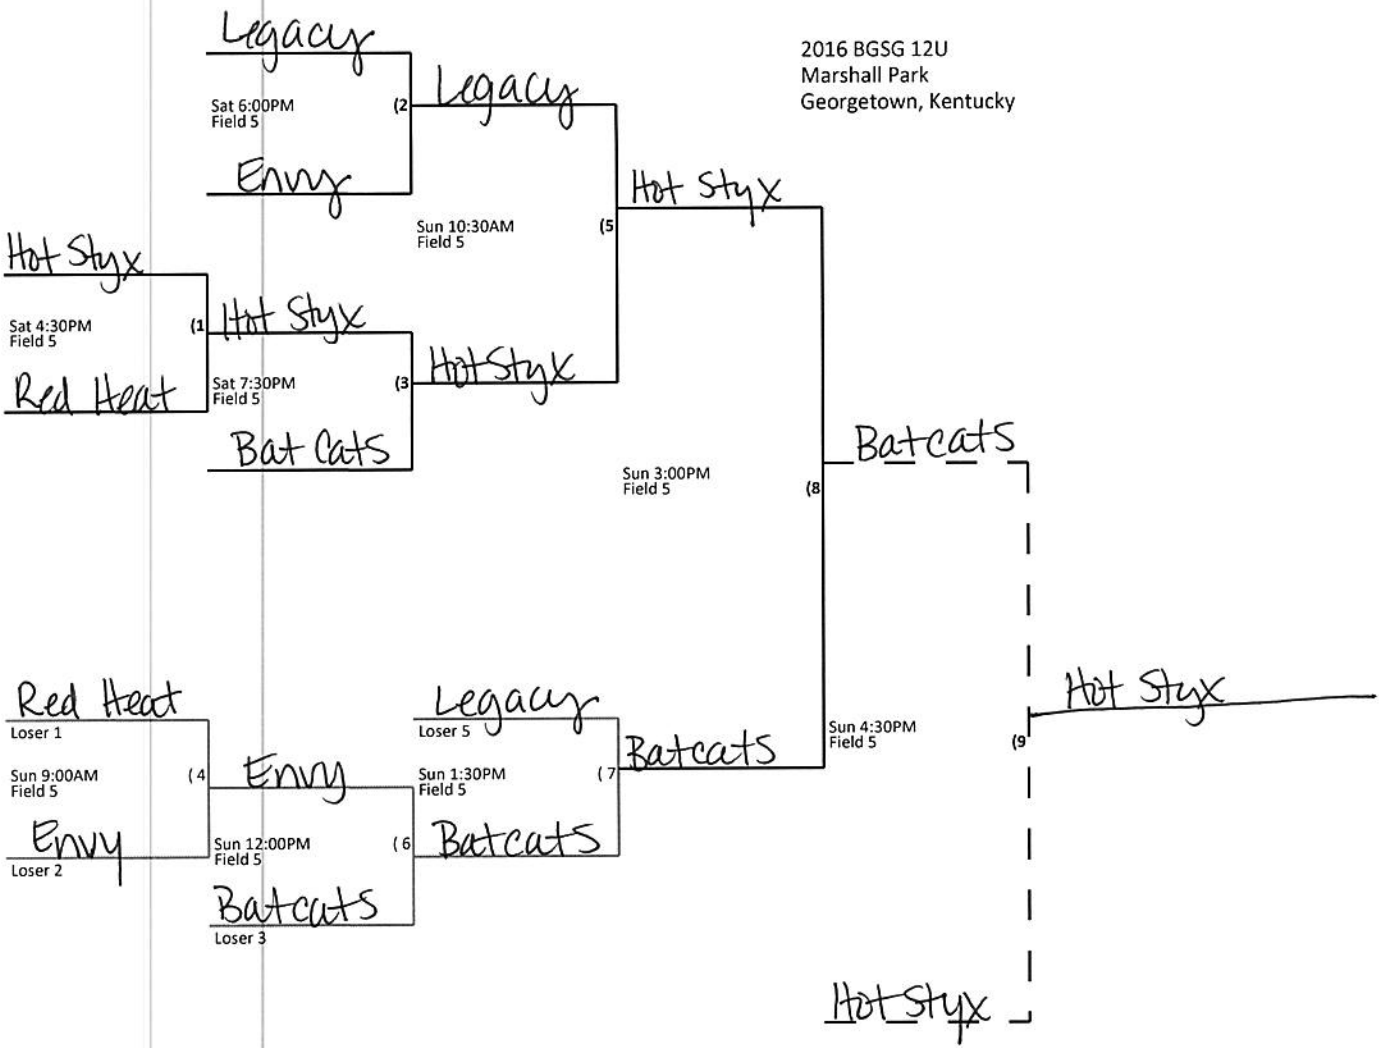 Legacy
2016 BGSG 12U
Marshall Park
Georgetown, Kentucky
Sat 6:00PM
Field 5
(2
Legacy
Envy
Hot Styx
Sun 10:30AM
Field 5
(5
Hot Styx
Sat 4:30PM
Field 5
(1
Hot Styx
Red Heat
Sat 7:30PM
Field 5
(3
Hot Styx
Bat Cats
Batcats
Sun 3:00PM
Field 5
(8
Red Heat
Loser 1
Legacy
Loser 5
Hot Styx
Sun 9:00AM
Field 5
(4
Envy
Sun 1:30PM
Field 5
(7
Batcats
Sun 4:30PM
Field 5
(9
Envy
Loser 2
Sun 12:00PM
Field 5
(6
Batcats
Batcats
Loser 3
Hot Styx